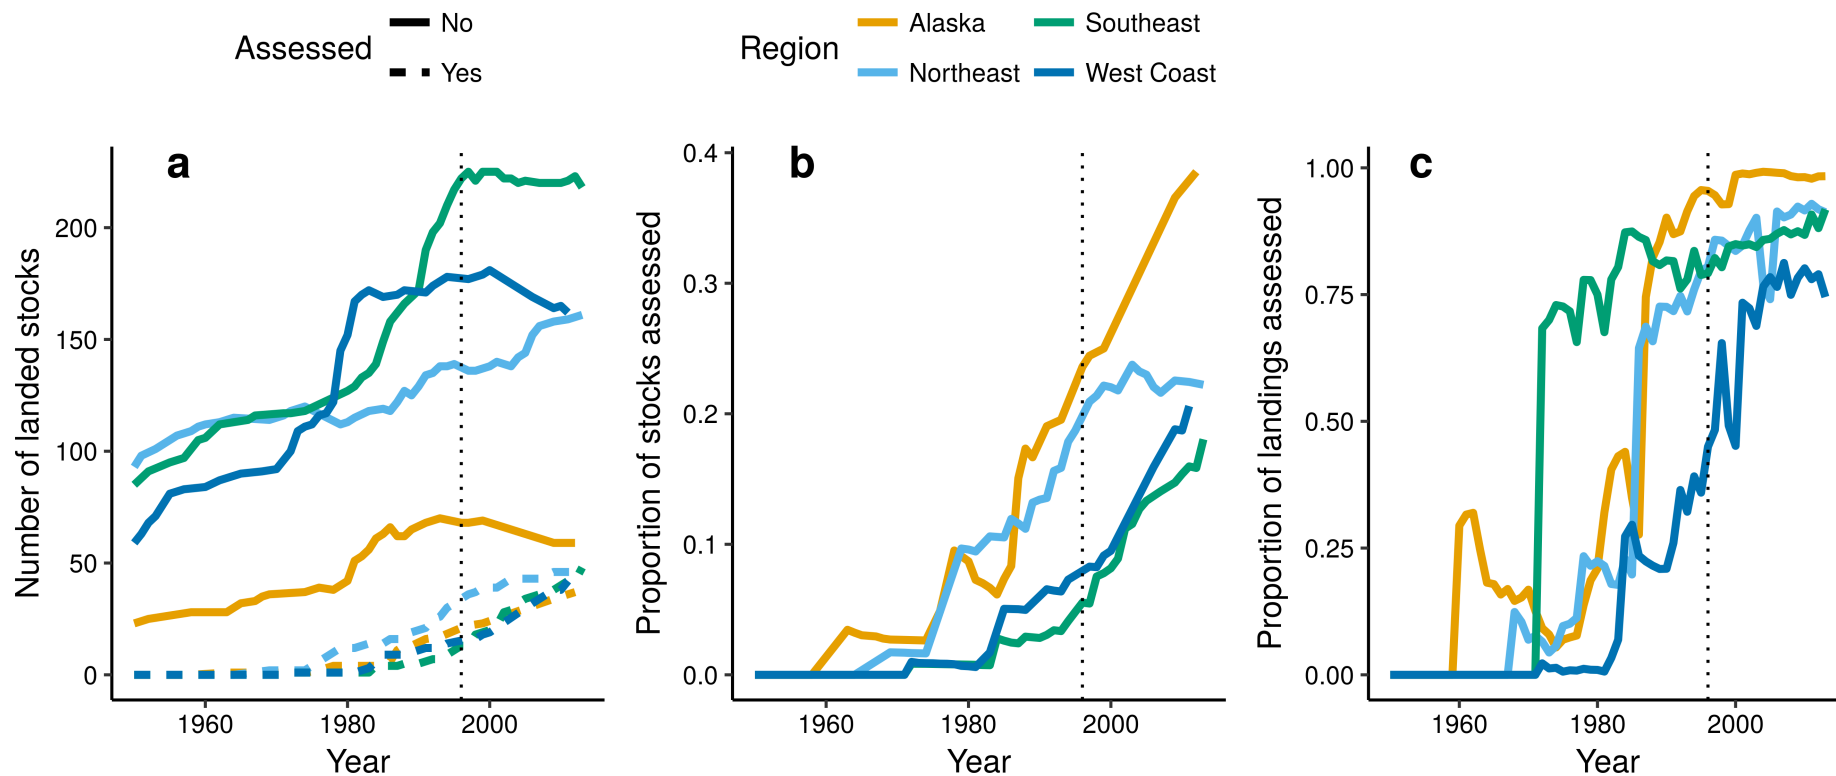 Assessed
No
Yes
Region
Alaska
Northeast
Southeast
West Coast
a
Number of landed stocks
200
150
100
50
0
1960
1980
2000
Year
b
Proportion of stocks assessed
0.4
0.3
0.2
0.1
0.0
1960
1980
2000
Year
c
Proportion of landings assessed
1.00
0.75
0.50
0.25
0.00
1960
1980
2000
Year